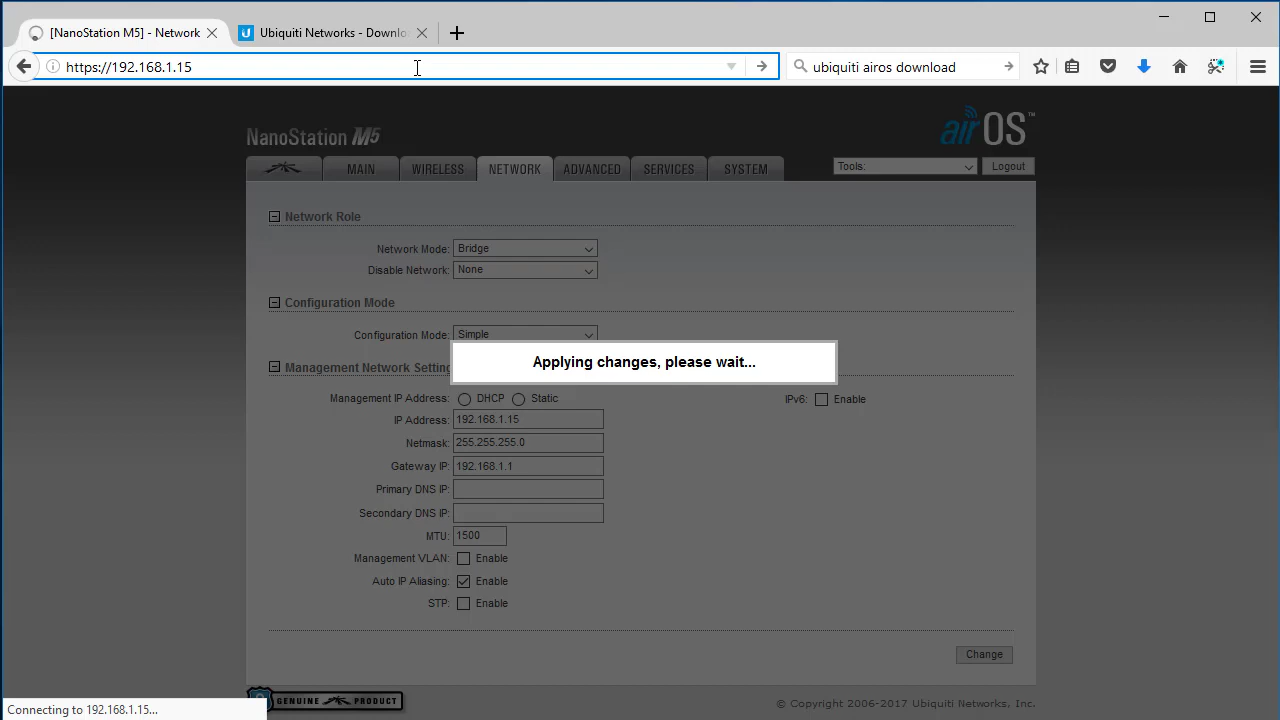 [NanoStation M5] - Network
Ubiquiti Networks - Downlo
https://192.168.1.15
ubiquiti airos download
NanoStation M5
airOS™
MAIN
WIRELESS
NETWORK
ADVANCED
SERVICES
SYSTEM
Tools:
Logout
Network Role
Network Mode: Bridge
Disable Network: None
Configuration Mode
Configuration Mode: Simple
Applying changes, please wait...
Management Network Setting
Management IP Address: DHCP Static
IPv6: Enable
IP Address: 192.168.1.15
Netmask: 255.255.255.0
Gateway IP: 192.168.1.1
Primary DNS IP:
Secondary DNS IP:
MTU: 1500
Management VLAN: Enable
Auto IP Aliasing: Enable
STP: Enable
Change
GENUINE PRODUCT
© Copyright 2006-2017 Ubiquiti Networks, Inc.
Connecting to 192.168.1.15...